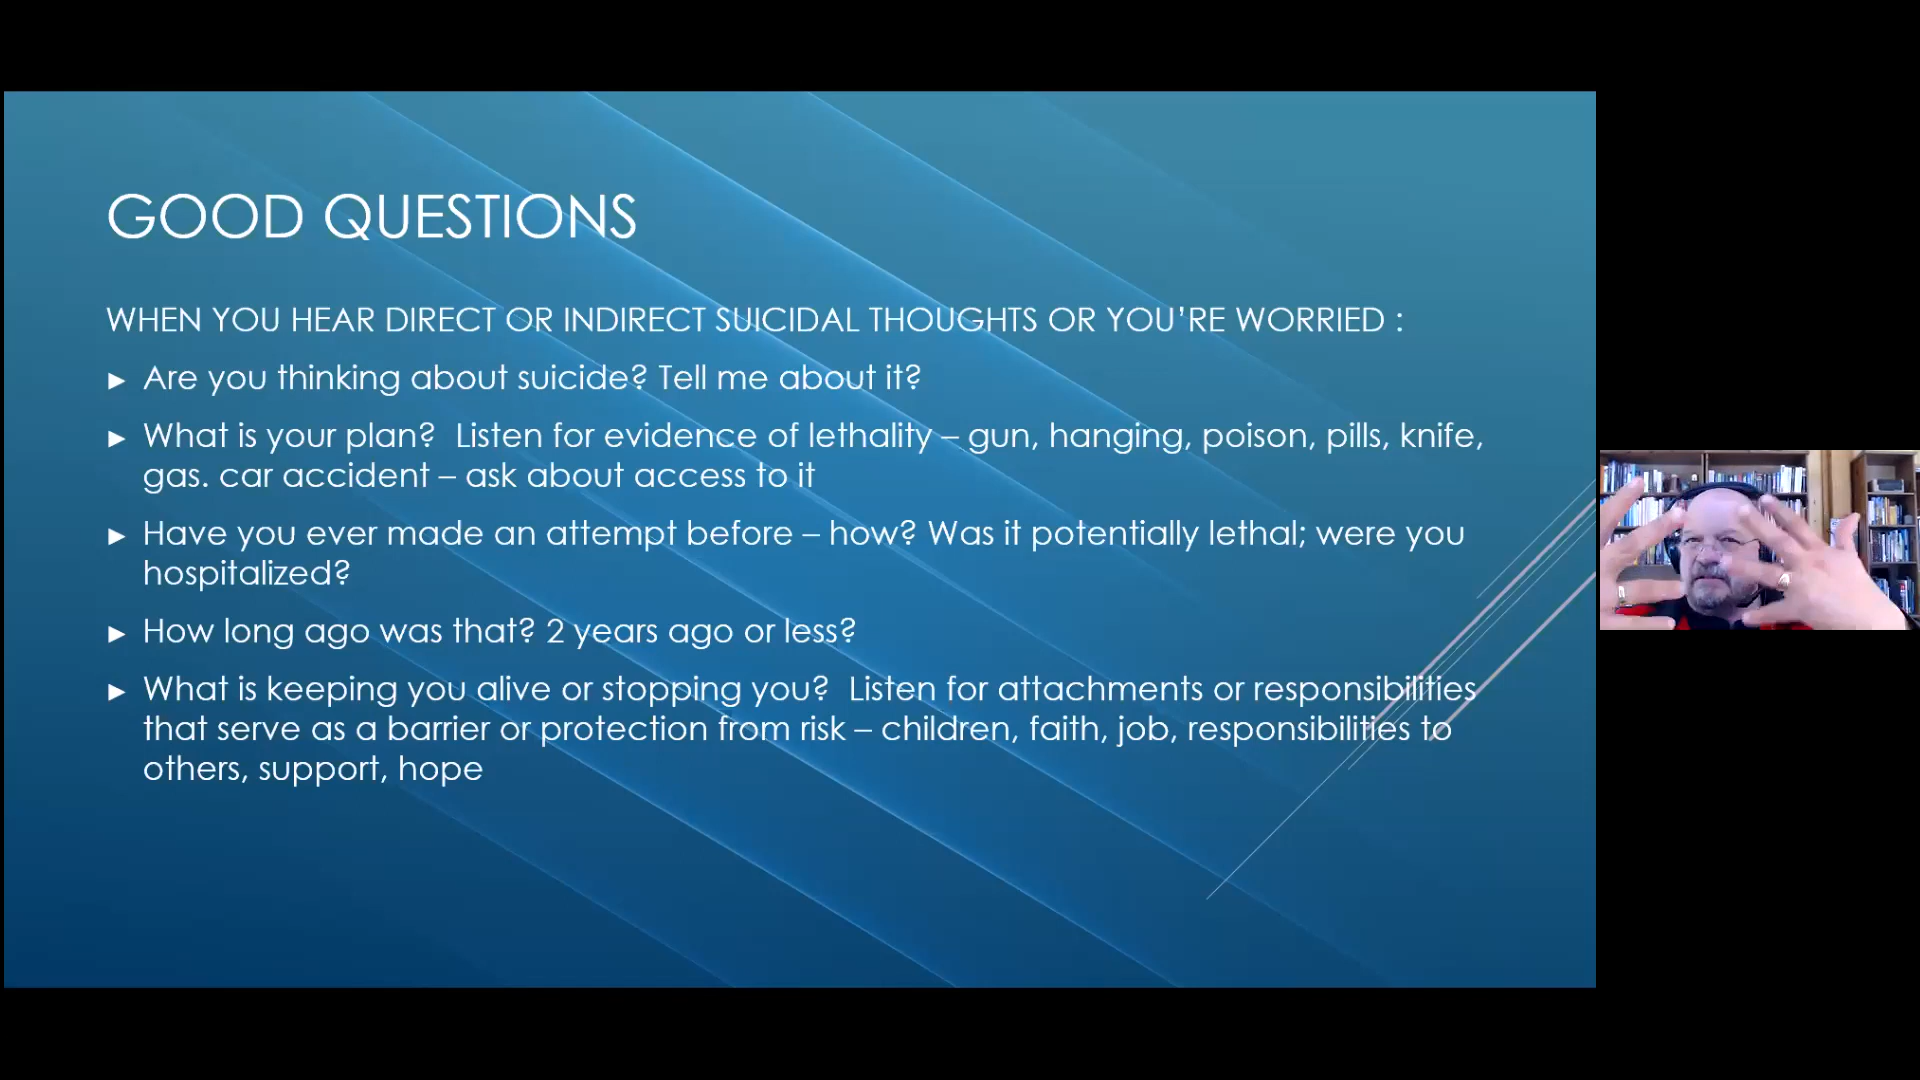 GOOD QUESTIONS
WHEN YOU HEAR DIRECT OR INDIRECT SUICIDAL THOUGHTS OR YOU'RE WORRIED :
► Are you thinking about suicide? Tell me about it?
► What is your plan?  Listen for evidence of lethality – gun, hanging, poison, pills, knife,
gas. car accident – ask about access to it
► Have you ever made an attempt before – how? Was it potentially lethal; were you
hospitalized?
► How long ago was that? 2 years ago or less?
► What is keeping you alive or stopping you?  Listen for attachments or responsibilities
that serve as a barrier or protection from risk – children, faith, job, responsibilities to
others, support, hope